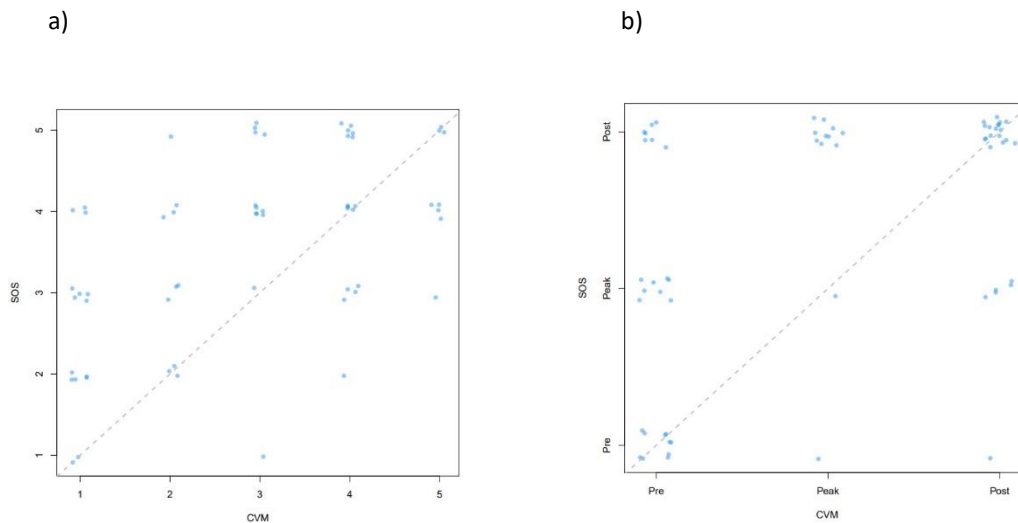 a)
b)
5
4
3
2
1
SOS
1 2 3 4 5
CVM
Post
Peak
Pre
SOS
Pre Peak Post
CVM